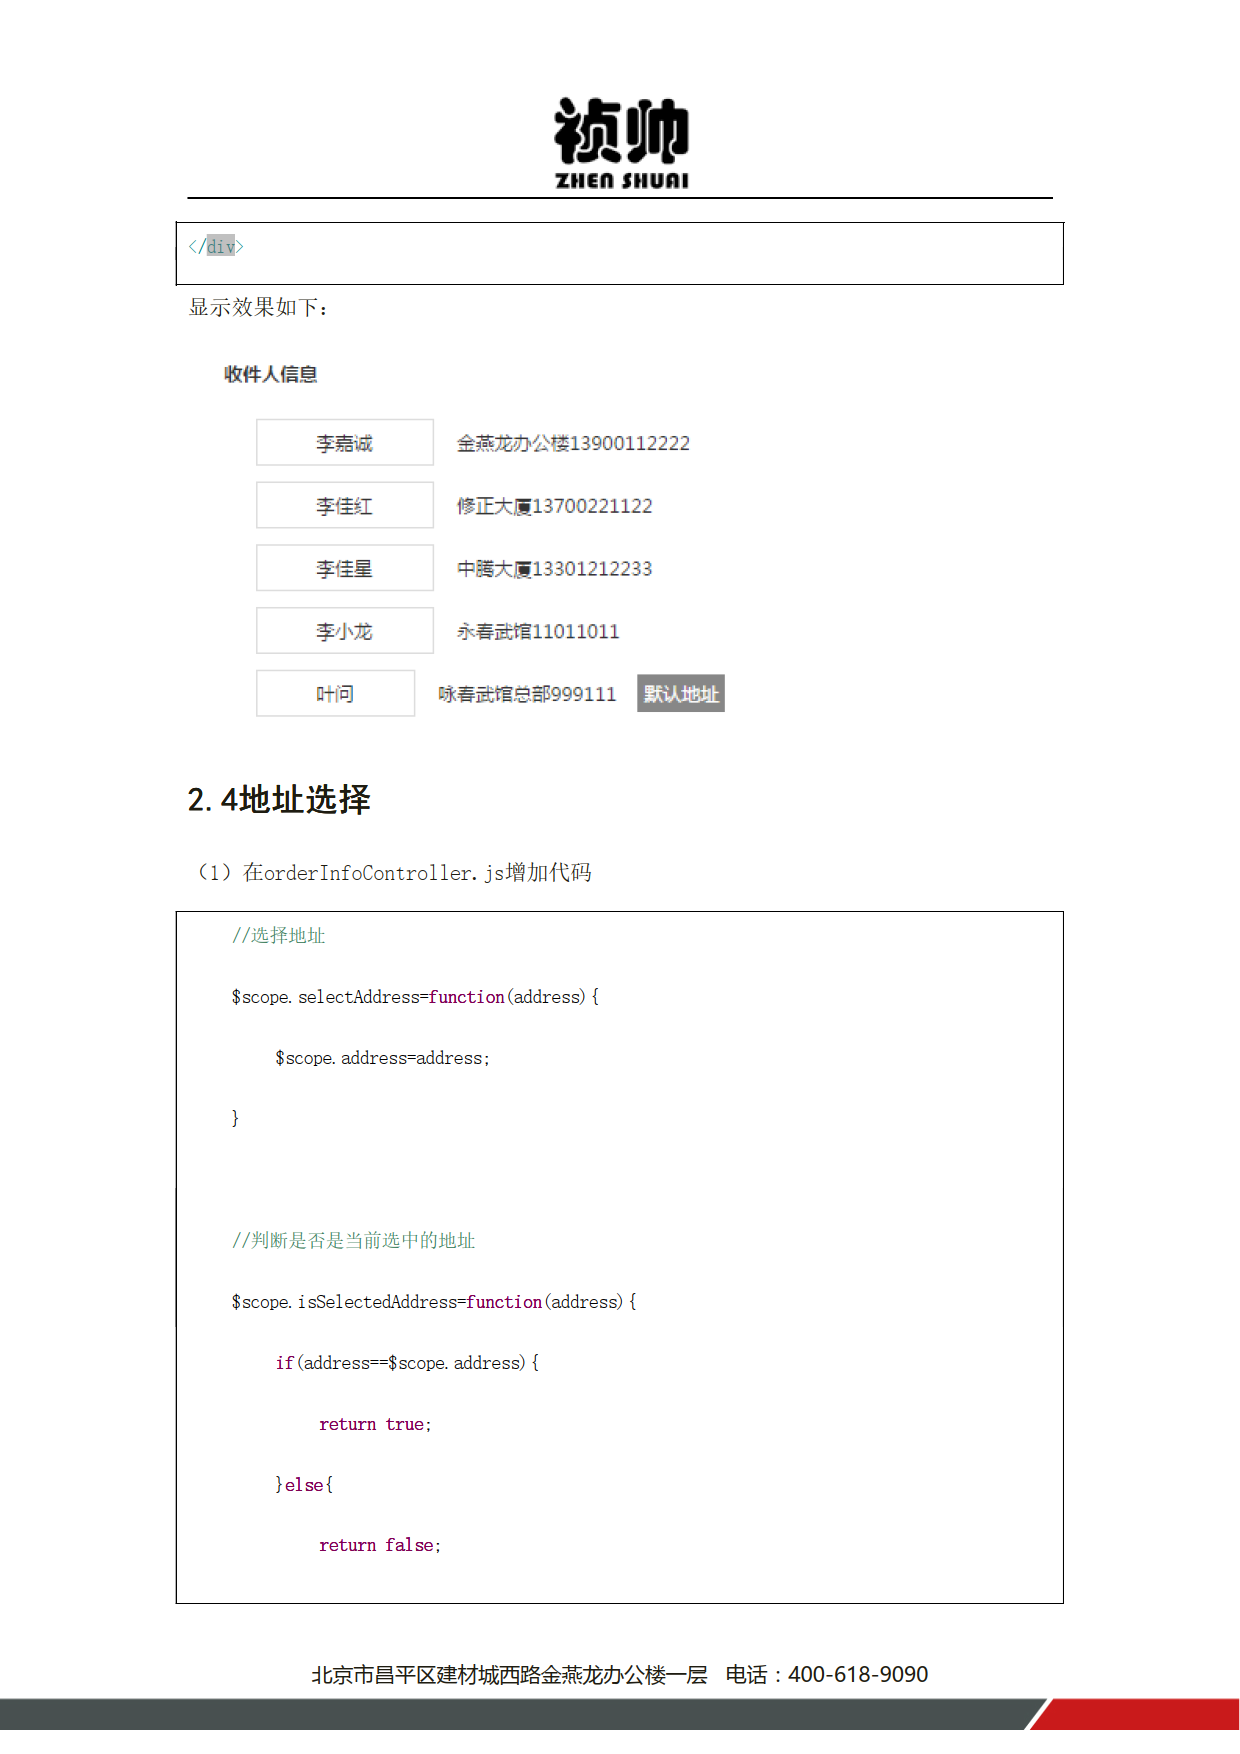 祯帅
ZHEN SHUAI
</div>
显示效果如下：
收件人信息
李嘉诚 金燕龙办公楼13900112222
李佳红 修正大厦13700221122
李佳星 中腾大厦13301212233
李小龙 永春武馆11011011
叶问 咏春武馆总部999111 默认地址
2.4地址选择
（1）在orderInfoController.js增加代码
//选择地址
$scope.selectAddress=function(address){
$scope.address=address;
}
//判断是否是当前选中的地址
$scope.isSelectedAddress=function(address){
if(address==$scope.address){
return true;
}else{
return false;
北京市昌平区建材城西路金燕龙办公楼一层 电话：400-618-9090